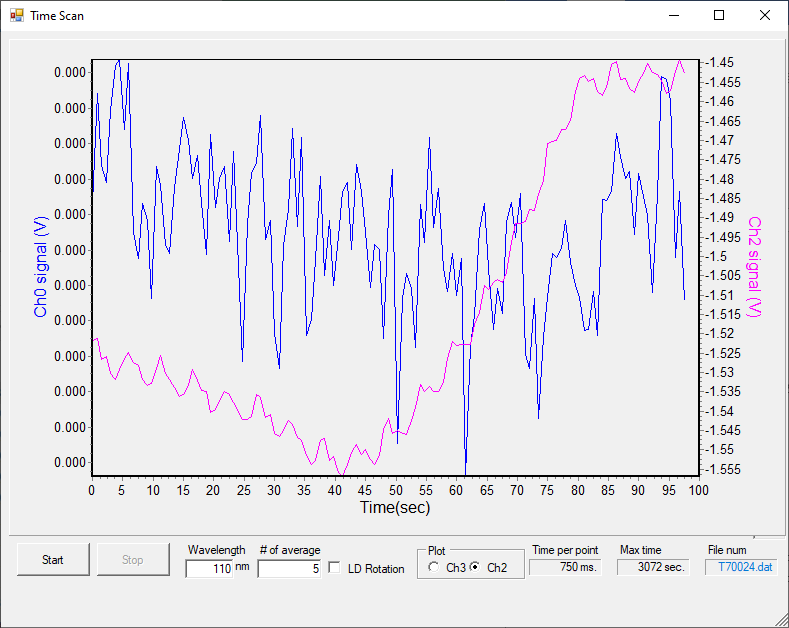 Time Scan
0.000
0.000
0.000
0.000
0.000
0.000
0.000
0.000
0.000
0.000
0.000
0.000
Ch0 signal (V)
-1.45
-1.455
-1.46
-1.465
-1.47
-1.475
-1.48
-1.485
-1.49
-1.495
-1.5
-1.505
-1.51
-1.515
-1.52
-1.525
-1.53
-1.535
-1.54
-1.545
-1.55
-1.555
Ch2 signal (V)
0 5 10 15 20 25 30 35 40 45 50 55 60 65 70 75 80 85 90 95 100
Time(sec)
Start
Stop
Wavelength
110 nm
# of average
5
LD Rotation
Plot
Ch3 Ch2
Time per point
750 ms.
Max time
3072 sec.
File num
T70024.dat